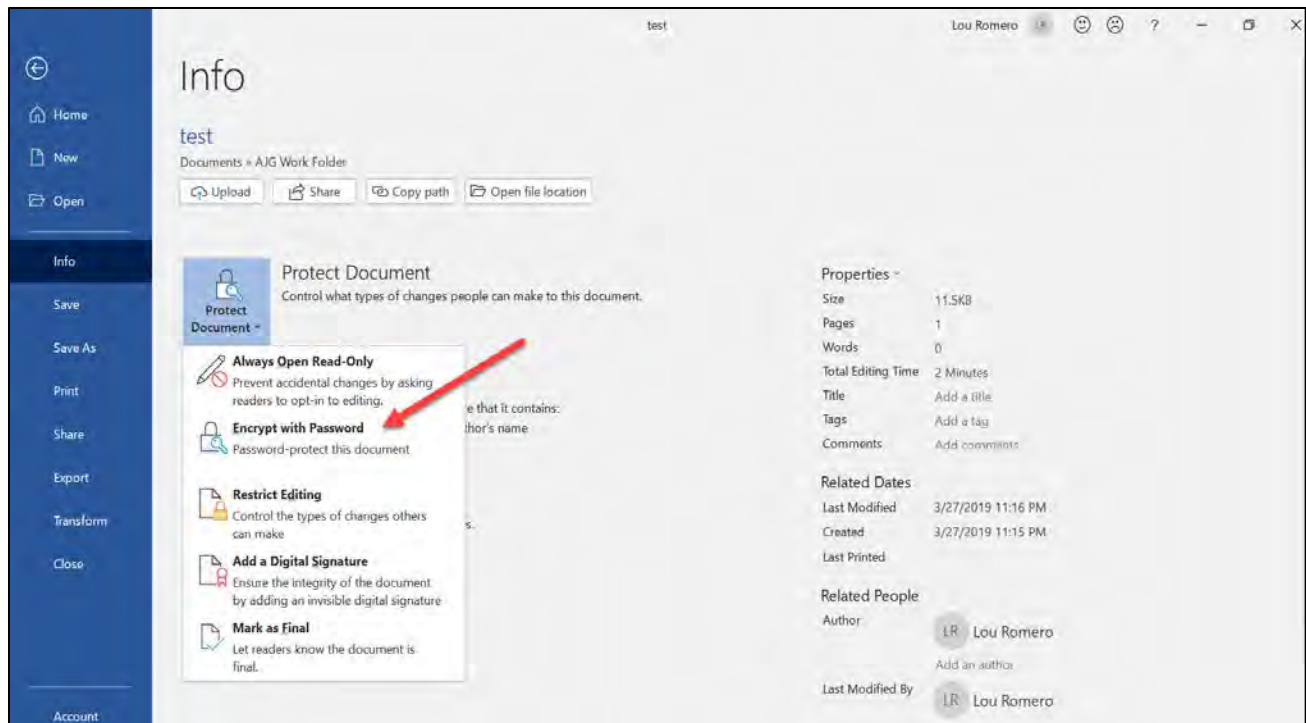 test
Lou Romero LR ?
Info
Home
New
Open
Info
Save
Save As
Print
Share
Export
Transform
Close
Account
test
Documents » AJG Work Folder
Upload
Share
Copy path
Open file location
Protect Document
Protect Document
Control what types of changes people can make to this document.
Always Open Read-Only
Prevent accidental changes by asking
readers to opt-in to editing.
Encrypt with Password
Password-protect this document
Restrict Editing
Control the types of changes others
can make
Add a Digital Signature
Ensure the integrity of the document
by adding an invisible digital signature
Mark as Final
Let readers know the document is
final.
e that it contains:
thor's name
s.
Properties
Size 11.5KB
Pages 1
Words 0
Total Editing Time 2 Minutes
Title Add a title
Tags Add a tag
Comments Add comments
Related Dates
Last Modified 3/27/2019 11:16 PM
Created 3/27/2019 11:15 PM
Last Printed
Related People
Author
LR Lou Romero
Add an author
Last Modified By
LR Lou Romero